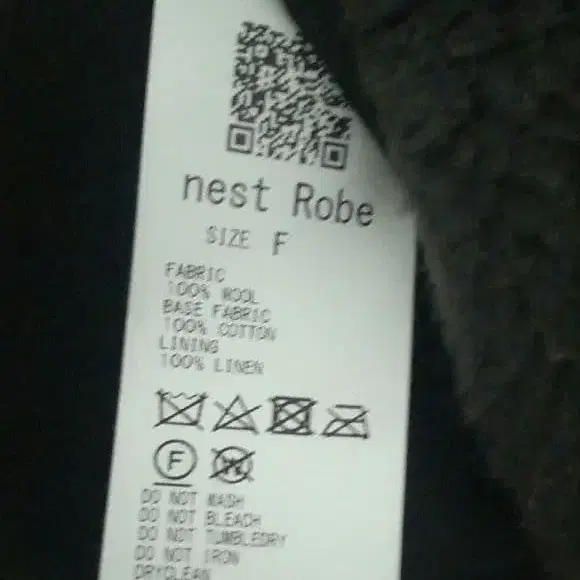 nest Robe
SIZE F
FABRIC
100% WOOL
BASE FABRIC
100% COTTON
LINING
100% LINEN
F
W
DO NOT WASH
DO NOT BLEACH
DO NOT TUMBLEDRY
DO NOT IRON
DRYCLEAN